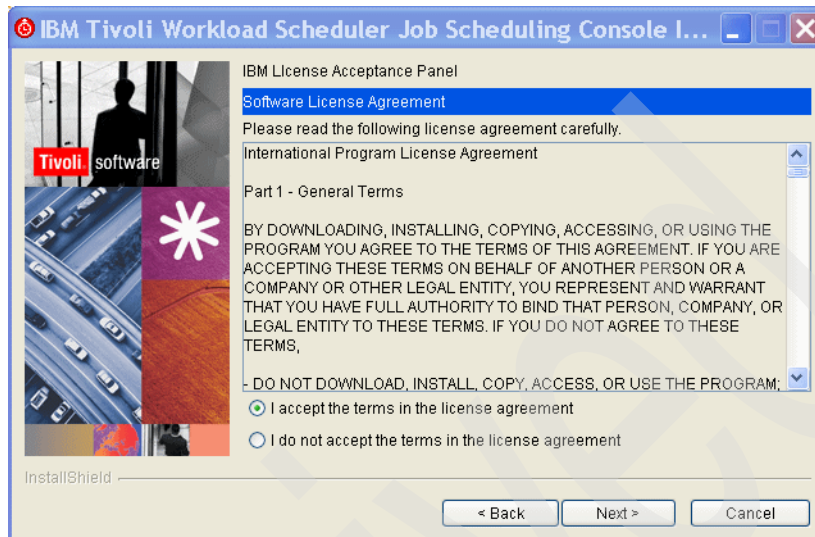 IBM Tivoli Workload Scheduler Job Scheduling Console I...
IBM LIcense Acceptance Panel
Software License Agreement
Please read the following license agreement carefully.
Tivoli software
International Program License Agreement
Part 1 - General Terms
BY DOWNLOADING, INSTALLING, COPYING, ACCESSING, OR USING THE
PROGRAM YOU AGREE TO THE TERMS OF THIS AGREEMENT. IF YOU ARE
ACCEPTING THESE TERMS ON BEHALF OF ANOTHER PERSON OR A
COMPANY OR OTHER LEGAL ENTITY, YOU REPRESENT AND WARRANT
THAT YOU HAVE FULL AUTHORITY TO BIND THAT PERSON, COMPANY, OR
LEGAL ENTITY TO THESE TERMS. IF YOU DO NOT AGREE TO THESE
TERMS,
- DO NOT DOWNLOAD, INSTALL, COPY, ACCESS, OR USE THE PROGRAM;
I accept the terms in the license agreement
I do not accept the terms in the license agreement
InstallShield
< Back Next > Cancel